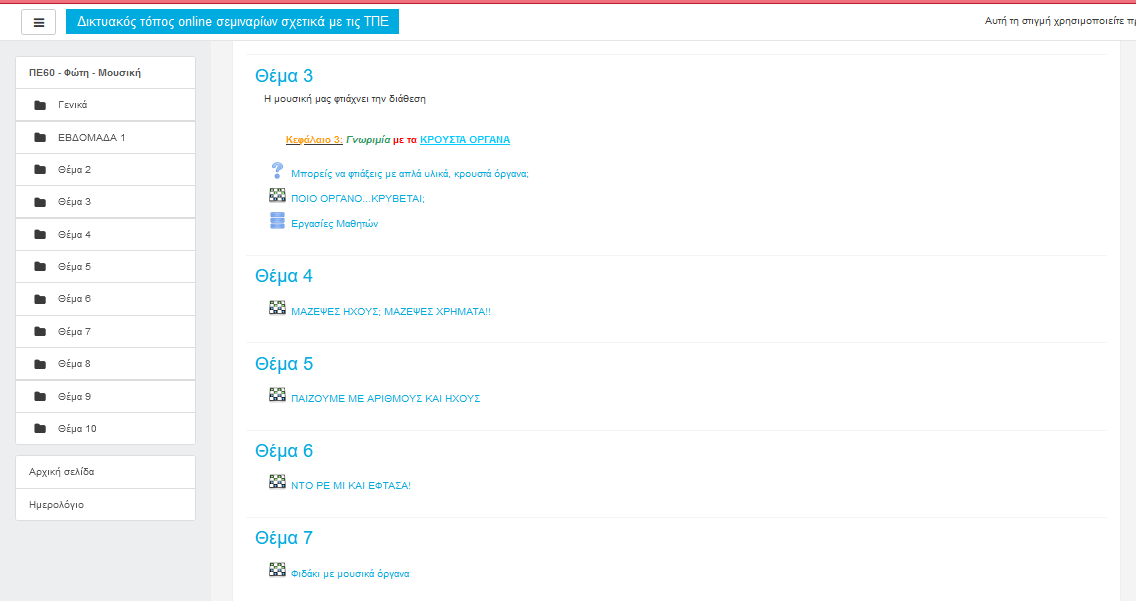 Δικτυακός τόπος online σεμιναρίων σχετικά με τις ΤΠΕ
Αυτή τη στιγμή χρησιμοποιείτε
ΠΕ60 - Φώτη - Μουσική
Γενικά
ΕΒΔΟΜΑΔΑ 1
Θέμα 2
Θέμα 3
Θέμα 4
Θέμα 5
Θέμα 6
Θέμα 7
Θέμα 8
Θέμα 9
Θέμα 10
Αρχική σελίδα
Ημερολόγιο
Θέμα 3
Η μουσική μας φτιάχνει την διάθεση
Κεφάλαιο 3: Γνωριμία με τα ΚΡΟΥΣΤΑ ΟΡΓΑΝΑ
Μπορείς να φτιάξεις με απλά υλικά, κρουστά όργανα;
ΠΟΙΟ ΟΡΓΑΝΟ...ΚΡΥΒΕΤΑΙ;
Εργασίες Μαθητών
Θέμα 4
ΜΑΖΕΨΕΣ ΗΧΟΥΣ; ΜΑΖΕΨΕΣ ΧΡΗΜΑΤΑ!!
Θέμα 5
ΠΑΙΖΟΥΜΕ ΜΕ ΑΡΙΘΜΟΥΣ ΚΑΙ ΗΧΟΥΣ
Θέμα 6
ΝΤΟ ΡΕ ΜΙ ΚΑΙ ΕΦΤΑΣΑ!
Θέμα 7
Φιδάκι με μουσικά όργανα